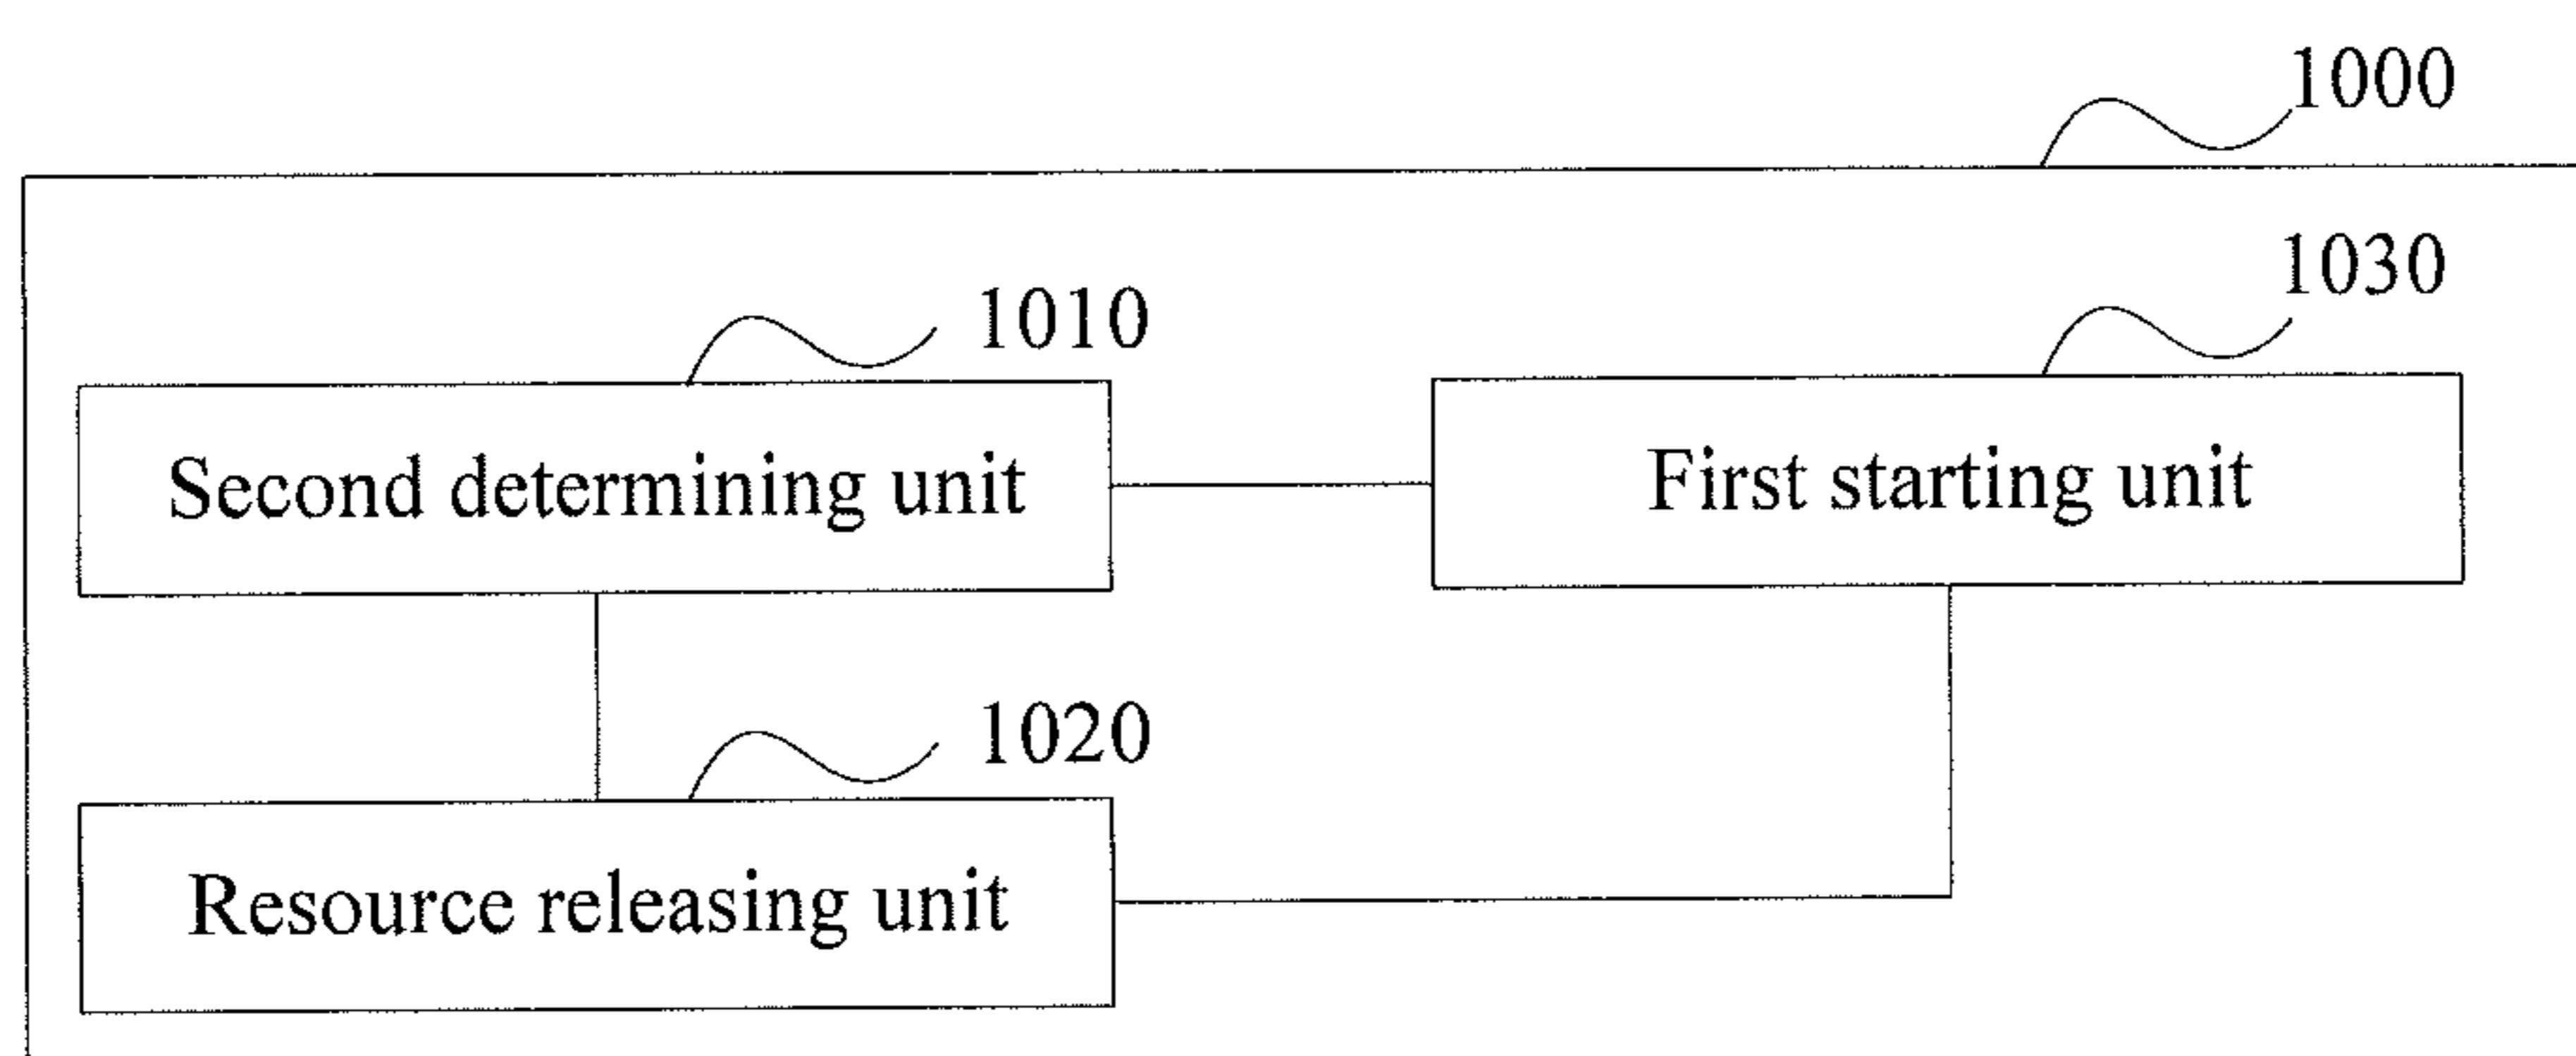 1000
1030
1010
Second determining unit
First starting unit
1020
Resource releasing unit